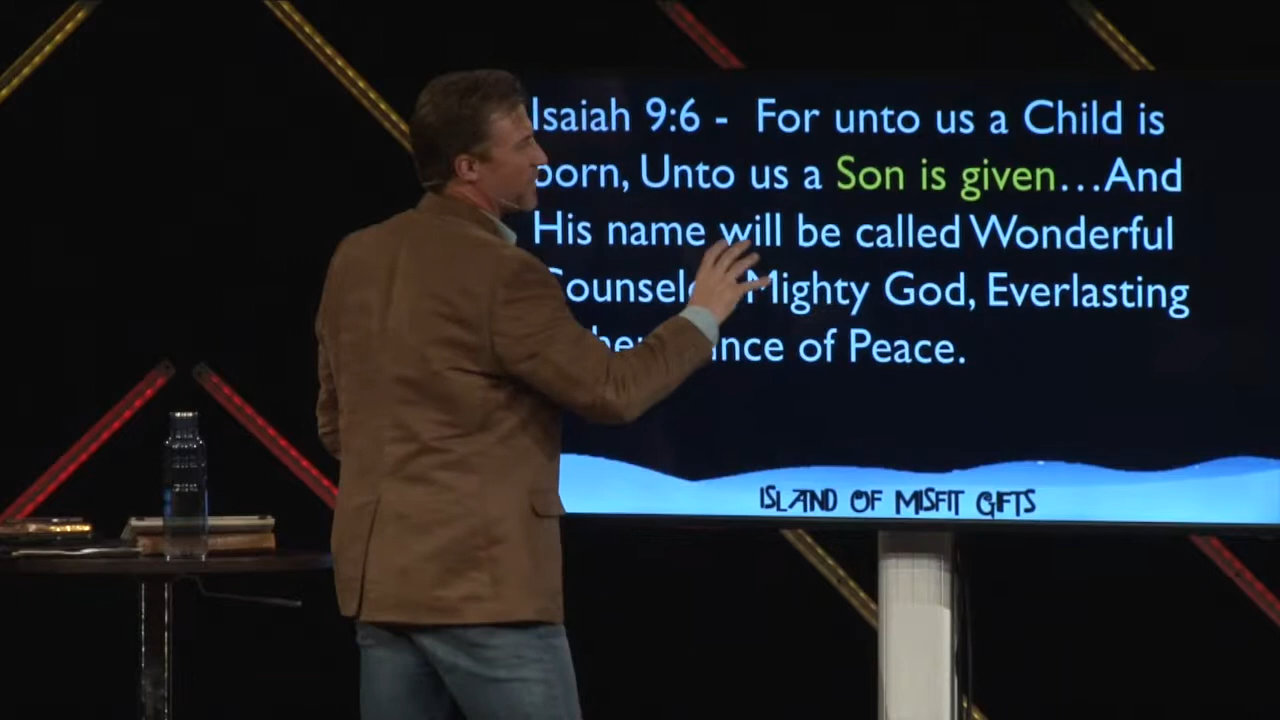 Isaiah 9:6 - For unto us a Child is
born, Unto us a Son is given...And
His name will be called Wonderful
Mighty God, Everlasting
of Peace.
ISLAND OF MISFIT GIFTS